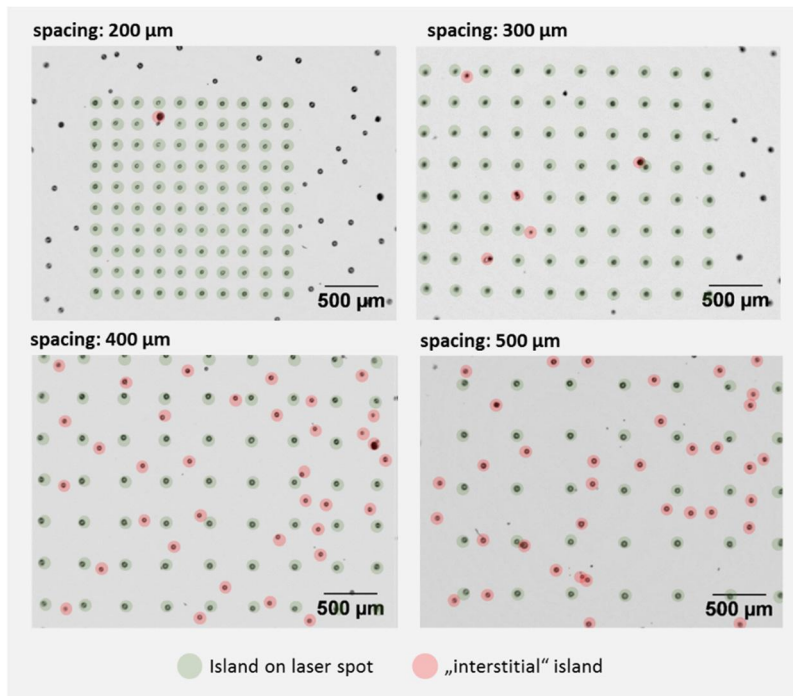 spacing: 200 µm
spacing: 300 µm
500 µm
500 µm
spacing: 400 µm
spacing: 500 µm
500 µm
500 µm
Island on laser spot
„interstitial“ island